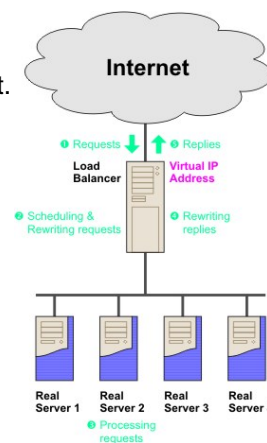 t.
Internet
❶ Requests
❺ Replies
Load
Balancer
Virtual IP
Address
❷ Scheduling &
Rewriting requests
❹ Rewriting
replies
Real
Server 1
Real
Server 2
Real
Server 3
Real
Server
❸ Processing
requests